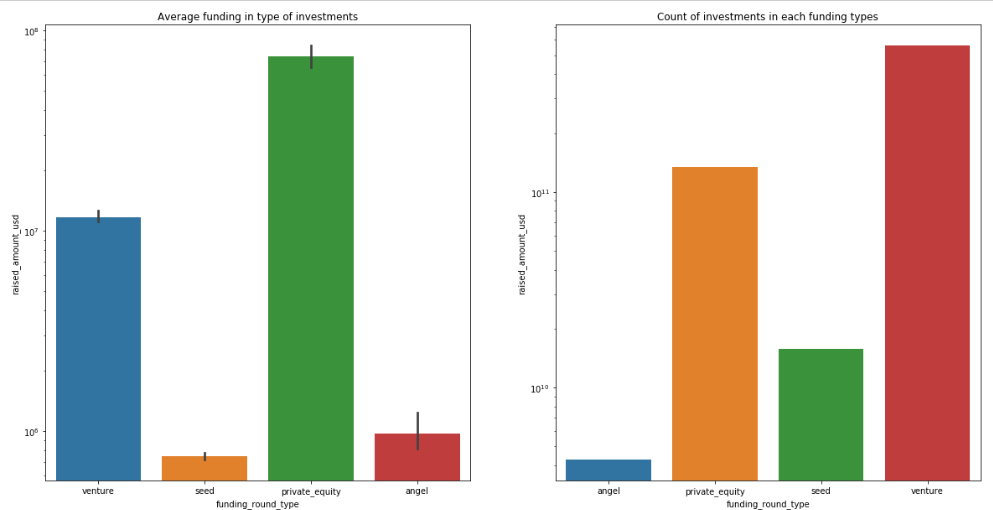 Average funding in type of investments
10⁸
10⁷
10⁶
raised_amount_usd
venture seed private_equity angel
funding_round_type
Count of investments in each funding types
10¹¹
10¹⁰
raised_amount_usd
angel private_equity seed venture
funding_round_type